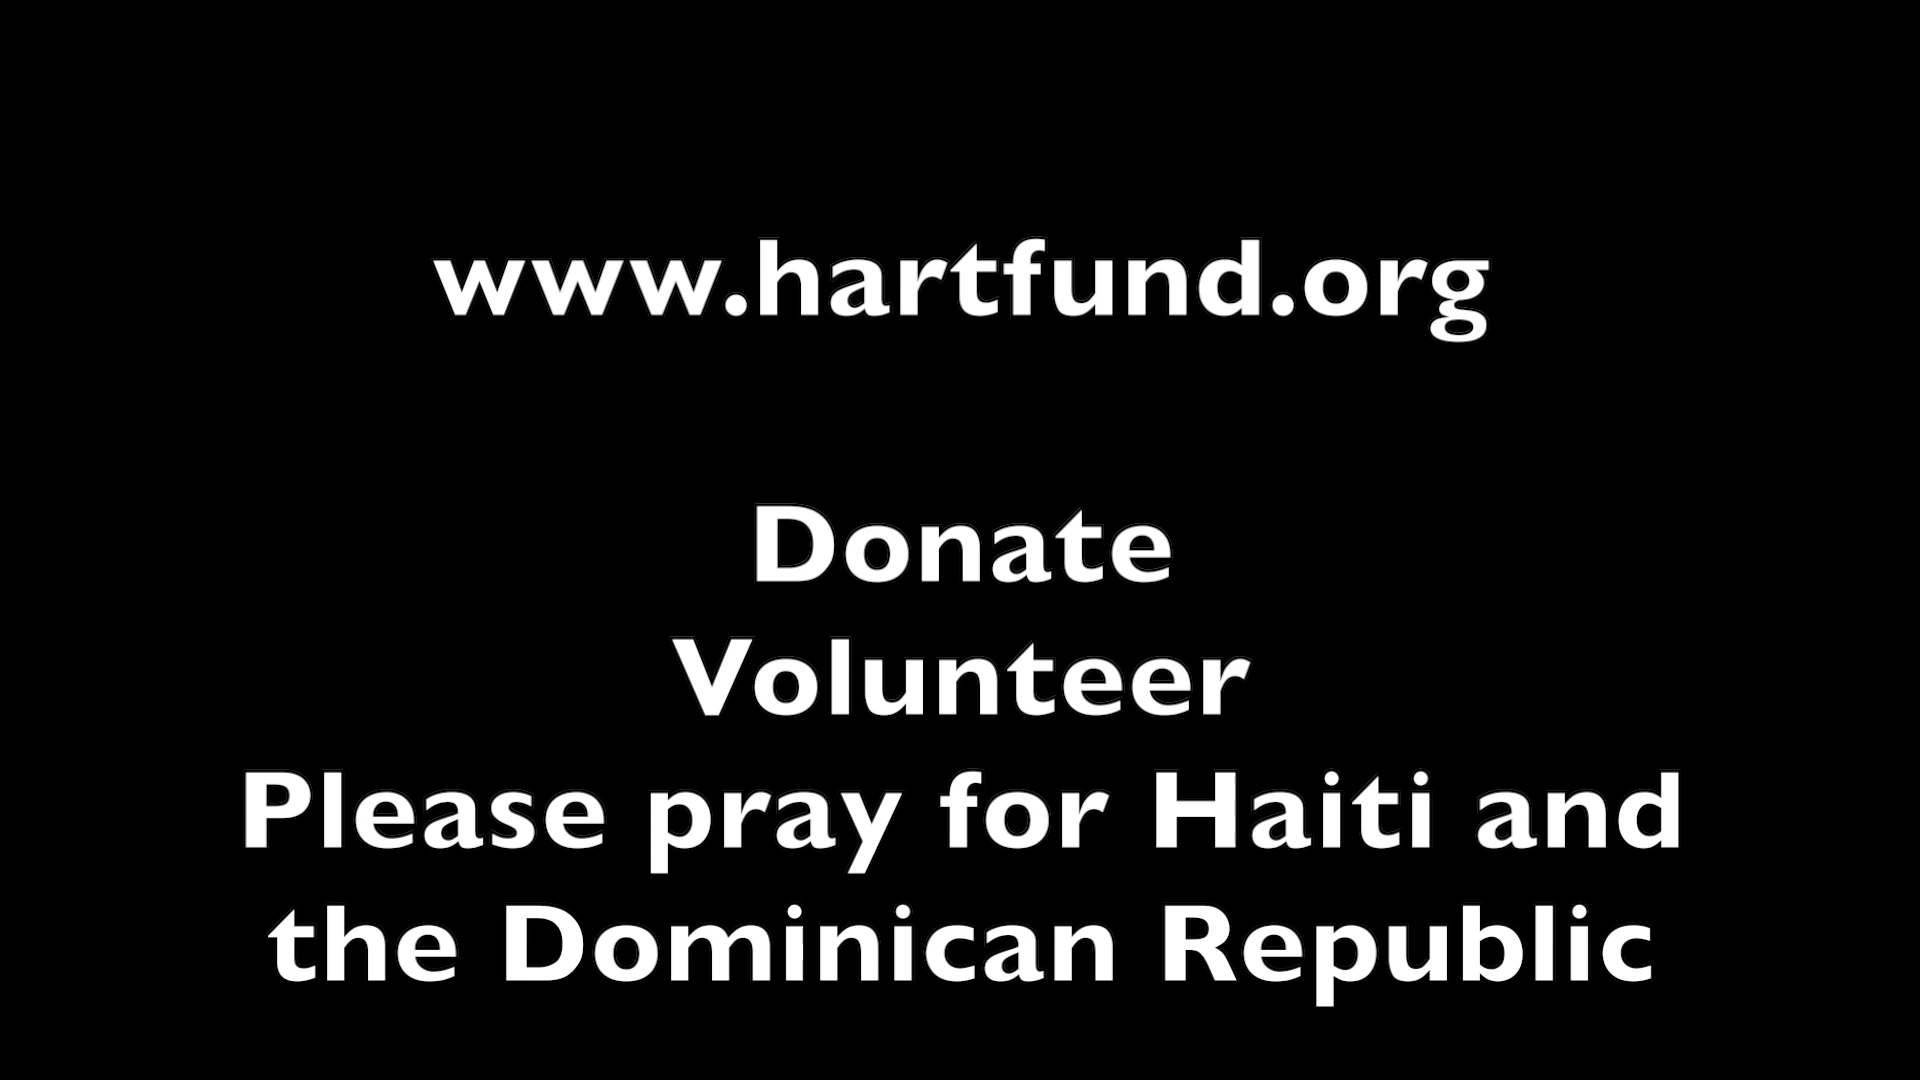 www.hartfund.org
Donate
Volunteer
Please pray for Haiti and
the Dominican Republic